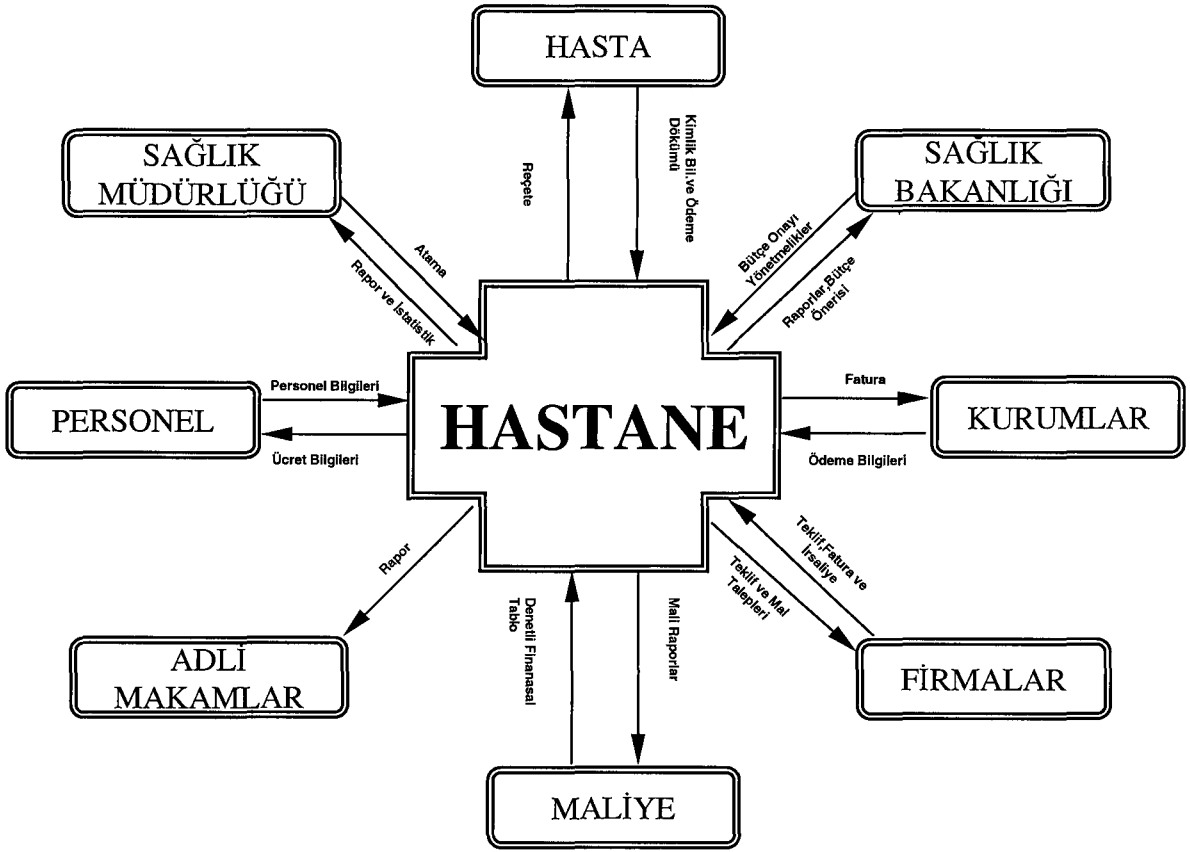 HASTA
Reçete
Kimlik Bil.ve Ödeme
Dökümü
SAĞLIK
MÜDÜRLÜĞÜ
Atama
Rapor ve İstatistik
SAĞLIK
BAKANLIĞI
Bütçe Onayı
Yönetmelikler
Raporlar,Bütçe
Önerisi
PERSONEL
Personel Bilgileri
Ücret Bilgileri
HASTANE
Fatura
Ödeme Bilgileri
KURUMLAR
Rapor
ADLİ
MAKAMLAR
Denetli Finanasal
Tablo
Mali Raporlar
MALİYE
Teklif,Fatura ve
İrsaliye
Teklif ve Mal
Talepleri
FİRMALAR